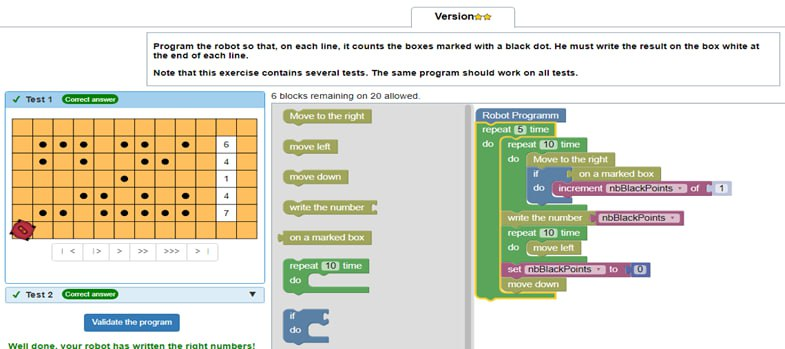 Version
Program the robot so that, on each line, it counts the boxes marked with a black dot. He must write the result on the box white at
the end of each line.
Note that this exercise contains several tests. The same program should work on all tests.
Test 1 Correct answer
6
4
1
4
7
|<
|>
>
>>
>>>
>|
Test 2 Correct answer
Validate the program
Well done, your robot has written the right numbers!
6 blocks remaining on 20 allowed.
Move to the right
move left
move down
write the number
on a marked box
repeat 10 time
do
if
do
Robot Programm
repeat 5 time
do repeat 10 time
do Move to the right
if on a marked box
do increment nbBlackPoints of 1
write the number nbBlackPoints
repeat 10 time
do move left
set nbBlackPoints to 0
move down